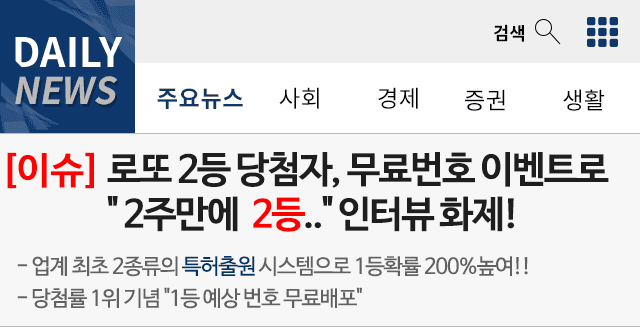 DAILY
NEWS
검색
주요뉴스 사회 경제 증권 생활
[이슈] 로또 2등 당첨자, 무료번호 이벤트로
"2주만에 2등.." 인터뷰 화제!
- 업계 최초 2종류의 특허출원 시스템으로 1등확률 200%높여!!
- 당첨률 1위 기념 "1등 예상 번호 무료배포"